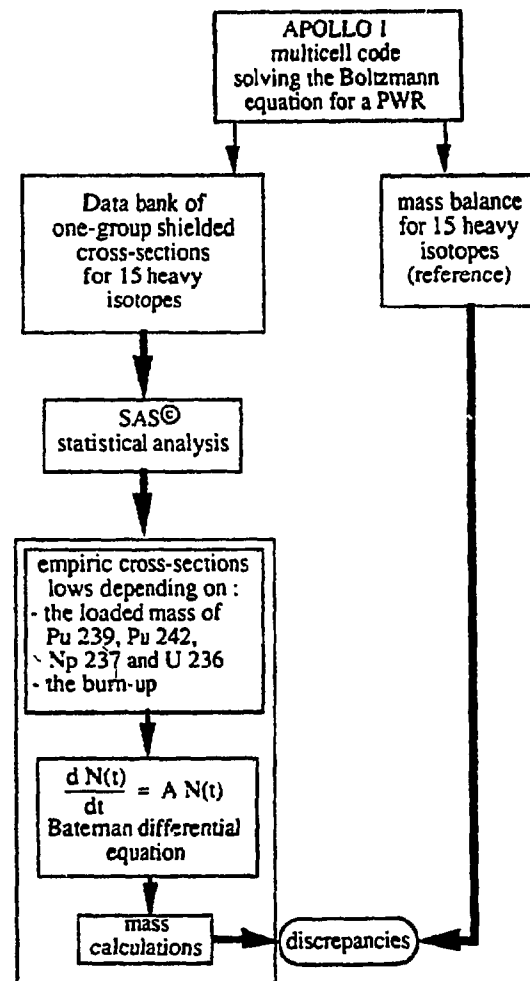 APOLLO 1
multicell code
solving the Boltzmann
equation for a PWR
Data bank of
one-group shielded
cross-sections
for 15 heavy
isotopes
mass balance
for 15 heavy
isotopes
(reference)
SAS©
statistical analysis
empiric cross-sections
lows depending on :
- the loaded mass of
Pu 239, Pu 242,
Np 237 and U 236
- the burn-up
d N(t)
dt
= A N(t)
Bateman differential
equation
mass
calculations
discrepancies